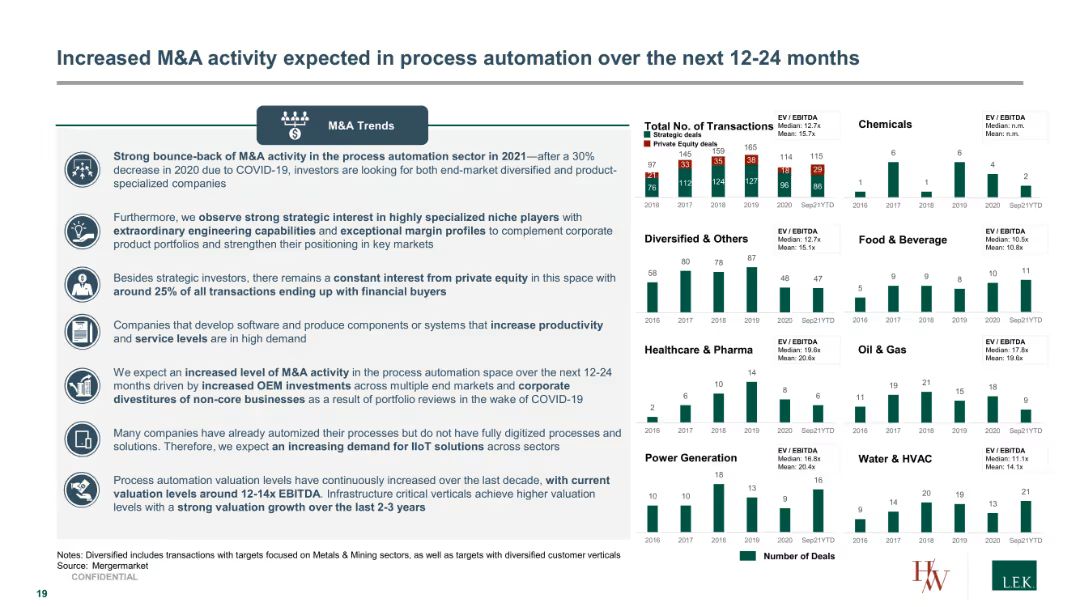 Increased M&A activity expected in process automation over the next 12-24 months
M&A Trends
Strong bounce-back of M&A activity in the process automation sector in 2021—after a 30%
decrease in 2020 due to COVID-19, investors are looking for both end-market diversified and product-
specialized companies
Furthermore, we observe strong strategic interest in highly specialized niche players with
extraordinary engineering capabilities and exceptional margin profiles to complement corporate
product portfolios and strengthen their positioning in key markets
Besides strategic investors, there remains a constant interest from private equity in this space with
around 25% of all transactions ending up with financial buyers
Companies that develop software and produce components or systems that increase productivity
and service levels are in high demand
We expect an increased level of M&A activity in the process automation space over the next 12-24
months driven by increased OEM investments across multiple end markets and corporate
divestitures of non-core businesses as a result of portfolio reviews in the wake of COVID-19
Many companies have already automized their processes but do not have fully digitized processes and
solutions. Therefore, we expect an increasing demand for IIoT solutions across sectors
Process automation valuation levels have continuously increased over the last decade, with current
valuation levels around 12-14x EBITDA. Infrastructure critical verticals achieve higher valuation
levels with a strong valuation growth over the last 2-3 years
Total No. of Transactions
Strategic deals
Private Equity deals
EV / EBITDA
Median: 12.7x
Mean: 15.7x
97 145 159 165 114 115
21 33 35 38 18 29
76 112 124 127 96 86
2016 2017 2018 2019 2020 Sep21YTD
Chemicals
EV / EBITDA
Median: n.m.
Mean: n.m.
1 6 1 6 4 2
2016 2017 2018 2019 2020 Sep21YTD
Diversified & Others
EV / EBITDA
Median: 12.7x
Mean: 15.1x
58 80 78 87 48 47
2016 2017 2018 2019 2020 Sep21YTD
Food & Beverage
EV / EBITDA
Median: 10.5x
Mean: 10.8x
5 9 9 8 10 11
2016 2017 2018 2019 2020 Sep21YTD
Healthcare & Pharma
EV / EBITDA
Median: 19.6x
Mean: 20.6x
2 6 10 14 8 6
2016 2017 2018 2019 2020 Sep21YTD
Oil & Gas
EV / EBITDA
Median: 17.8x
Mean: 19.6x
11 19 21 15 18 9
2016 2017 2018 2019 2020 Sep21YTD
Power Generation
EV / EBITDA
Median: 16.8x
Mean: 20.4x
10 10 18 13 9 16
2016 2017 2018 2019 2020 Sep21YTD
Water & HVAC
EV / EBITDA
Median: 11.1x
Mean: 14.1x
9 14 20 19 13 21
2016 2017 2018 2019 2020 Sep21YTD
Number of Deals
Notes: Diversified includes transactions with targets focused on Metals & Mining sectors, as well as targets with diversified customer verticals
Source: Mergermarket
CONFIDENTIAL
19
HW
L.E.K.